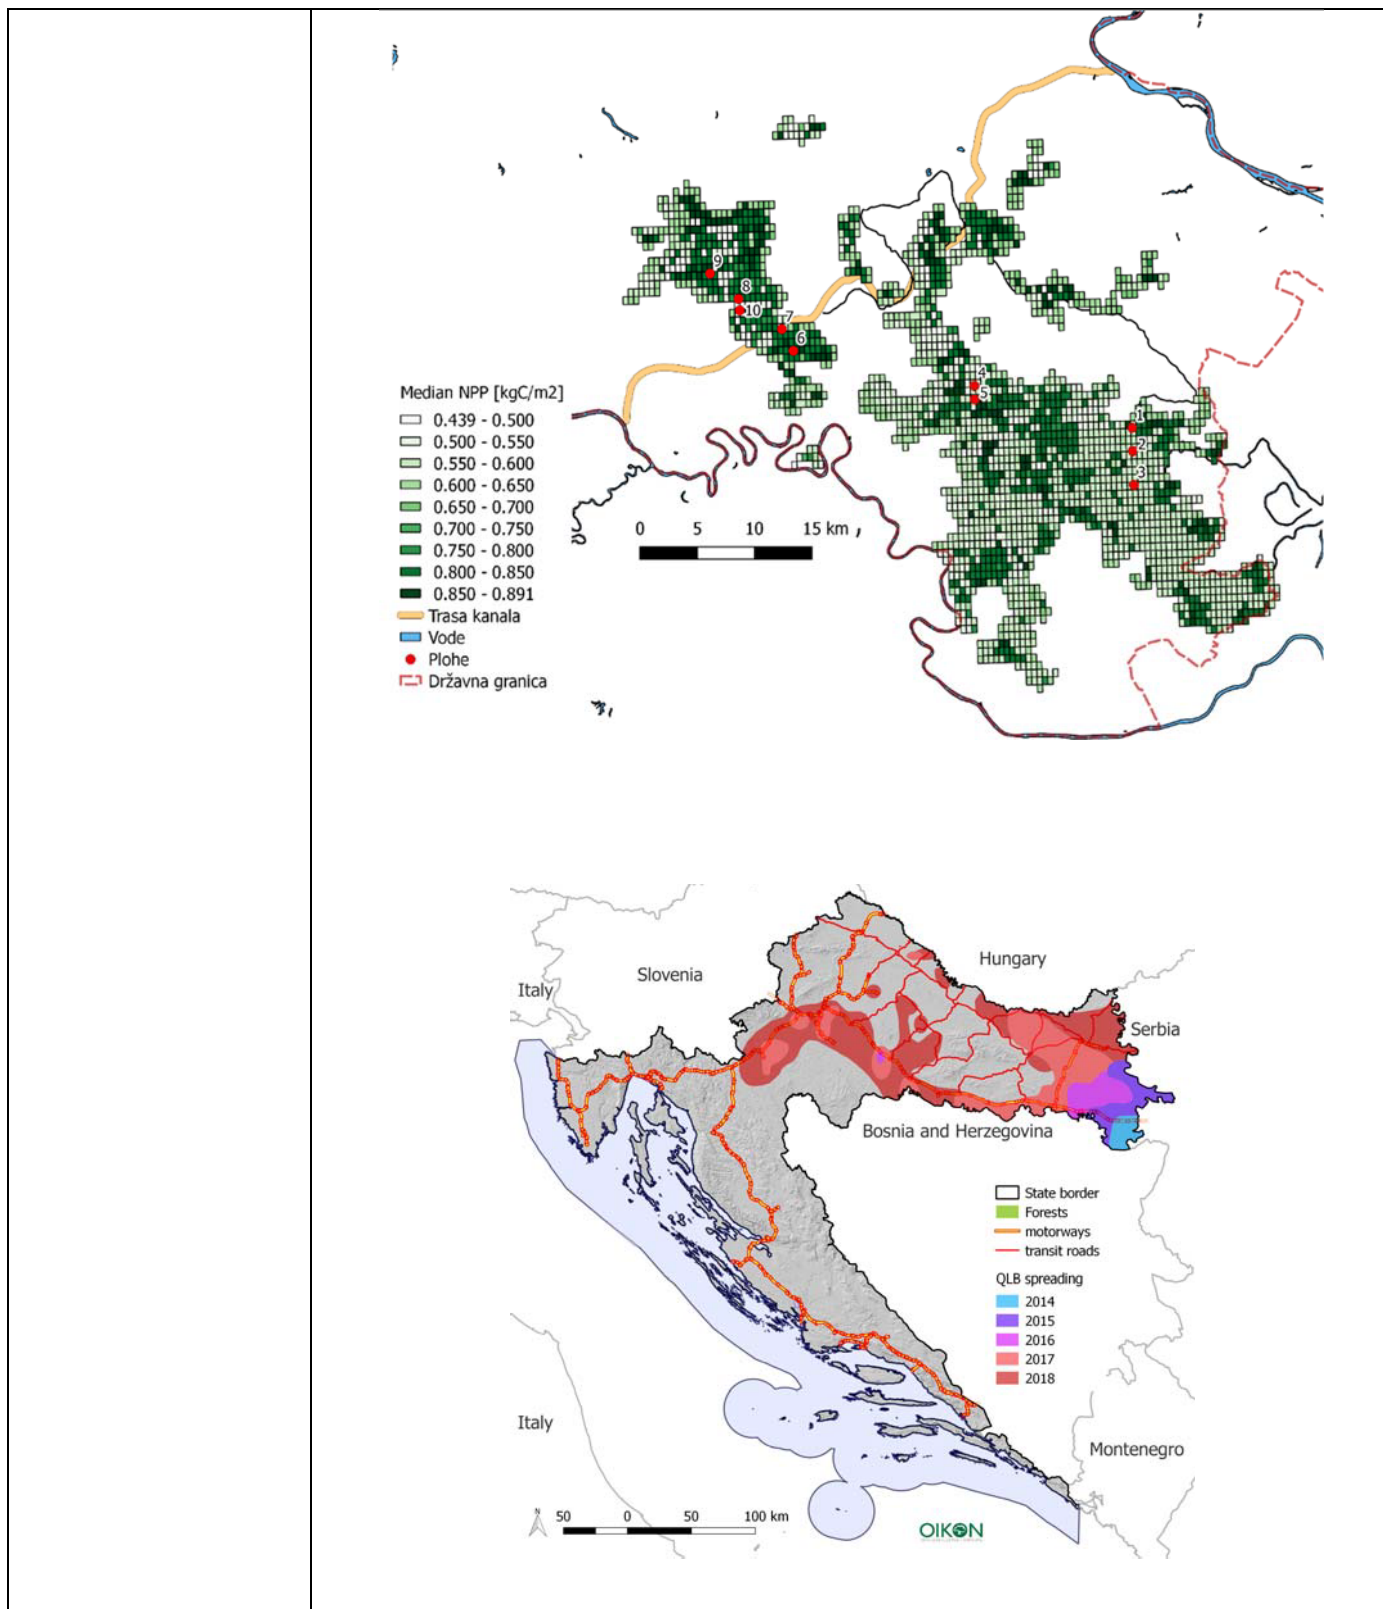 9
8
10
7
6
4
5
1
2
3
Median NPP [kgC/m2]
0.439 - 0.500
0.500 - 0.550
0.550 - 0.600
0.600 - 0.650
0.650 - 0.700
0.700 - 0.750
0.750 - 0.800
0.800 - 0.850
0.850 - 0.891
Trasa kanala
Vode
Plohe
Državna granica
0 5 10 15 km
Hungary
Slovenia
Italy
Serbia
Bosnia and Herzegovina
State border
Forests
motorways
transit roads
QLB spreading
2014
2015
2016
2017
2018
Italy
Montenegro
N
50 0 50 100 km
OIKON